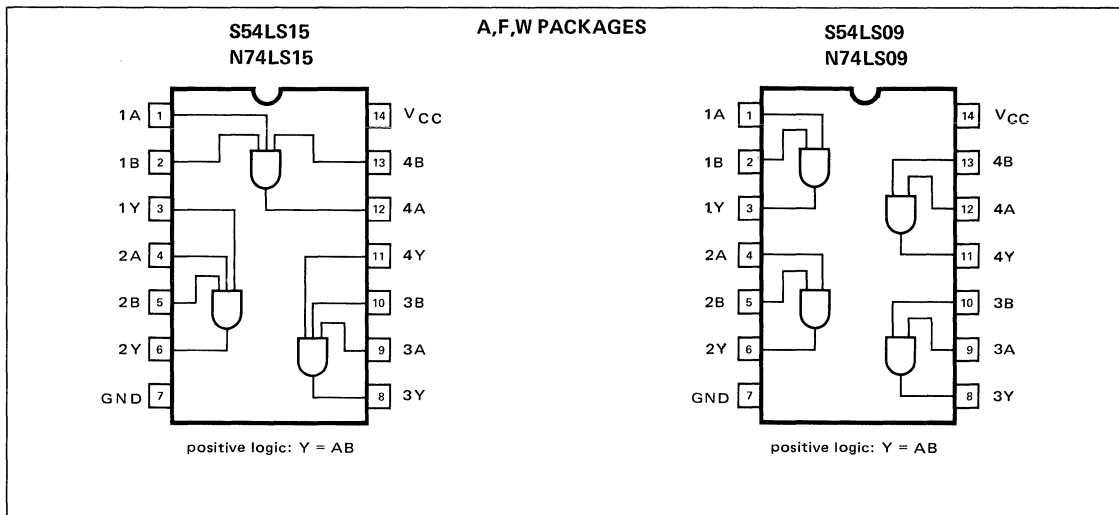 A,F,W PACKAGES
S54LS15
N74LS15
1A 1
1B 2
1Y 3
2A 4
2B 5
2Y 6
GND 7
14 VCC
13 4B
12 4A
11 4Y
10 3B
9 3A
8 3Y
positive logic: Y = AB
S54LS09
N74LS09
1A 1
1B 2
1Y 3
2A 4
2B 5
2Y 6
GND 7
14 VCC
13 4B
12 4A
11 4Y
10 3B
9 3A
8 3Y
positive logic: Y = AB